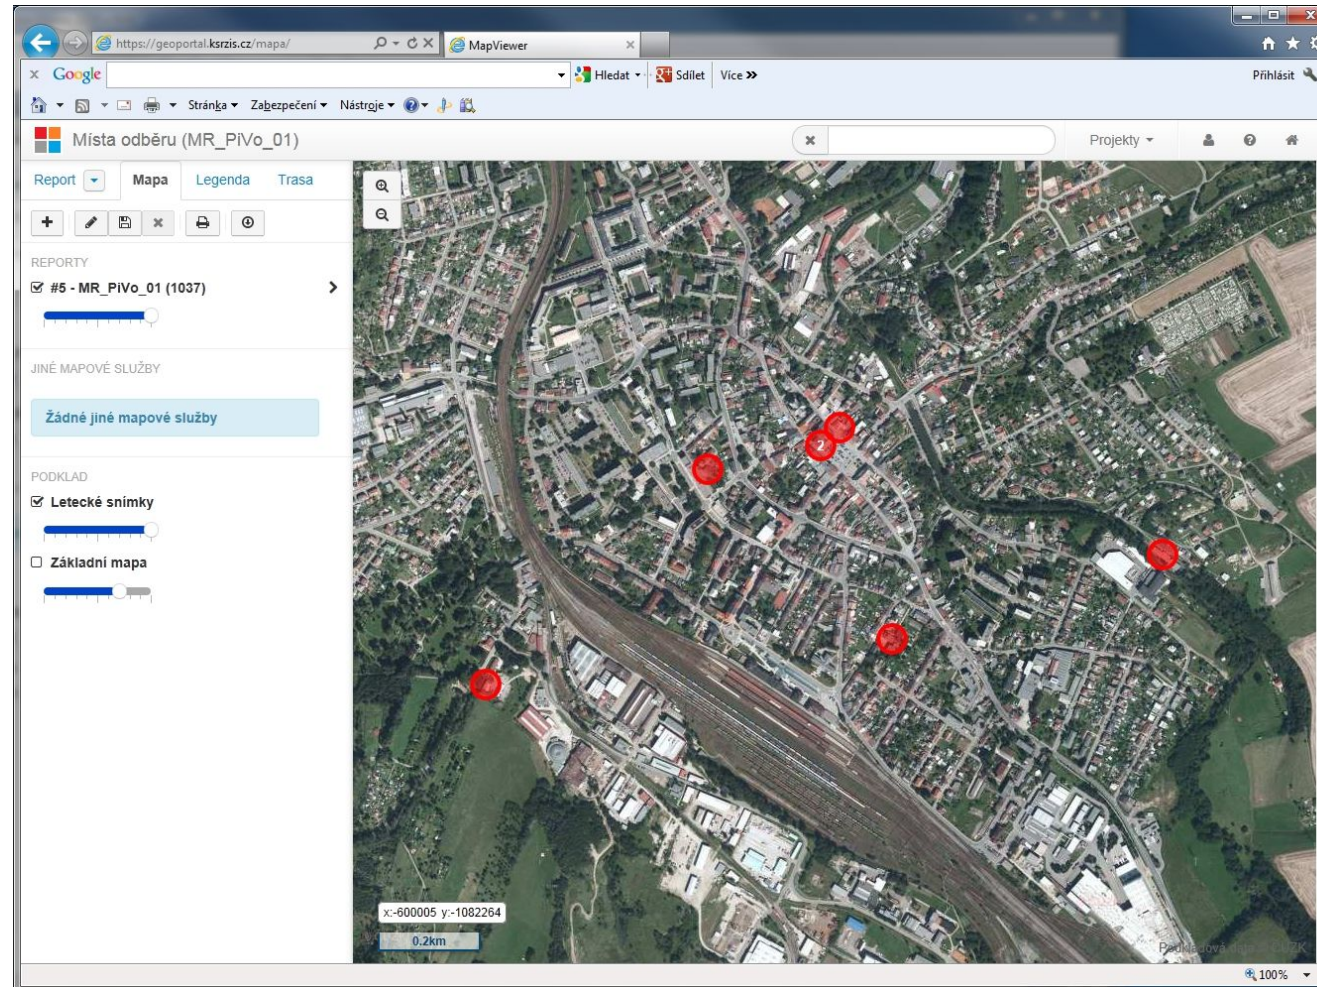 https://geoportal.ksrzis.cz/mapa/
MapViewer
Google
Hledat
Sdílet
Více
Přihlásit
Stránka
Zabezpečení
Nástroje
Místa odběru (MR_PiVo_01)
Projekty
Report
Mapa
Legenda
Trasa
REPORTY
#5 - MR_PiVo_01 (1037)
JINÉ MAPOVÉ SLUŽBY
Žádné jiné mapové služby
PODKLAD
Letecké snímky
Základní mapa
2
x:-600005 y:-1082264
0.2km
100%